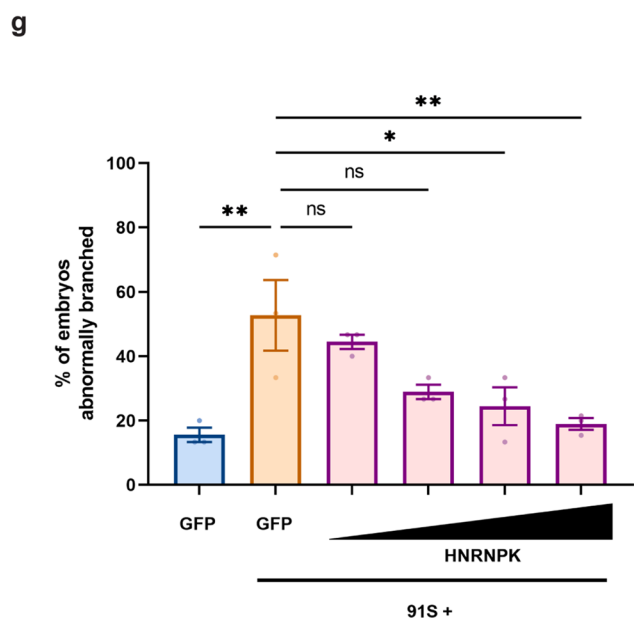 g
**
*
ns
** ns
100
80
60
40
20
0
% of embryos
abnormally branched
GFP GFP
HNRNPK
91S +